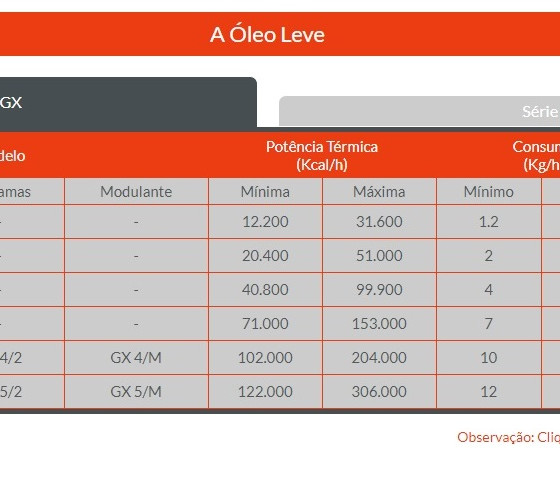 A Óleo Leve
GX
Série
delo
Potência Térmica
(Kcal/h)
Consum
(Kg/h
amas Modulante Mínima Máxima Mínimo
- - 12.200 31.600 1.2
- - 20.400 51.000 2
- - 40.800 99.900 4
- - 71.000 153.000 7
4/2 GX 4/M 102.000 204.000 10
5/2 GX 5/M 122.000 306.000 12
Observação: Cliq